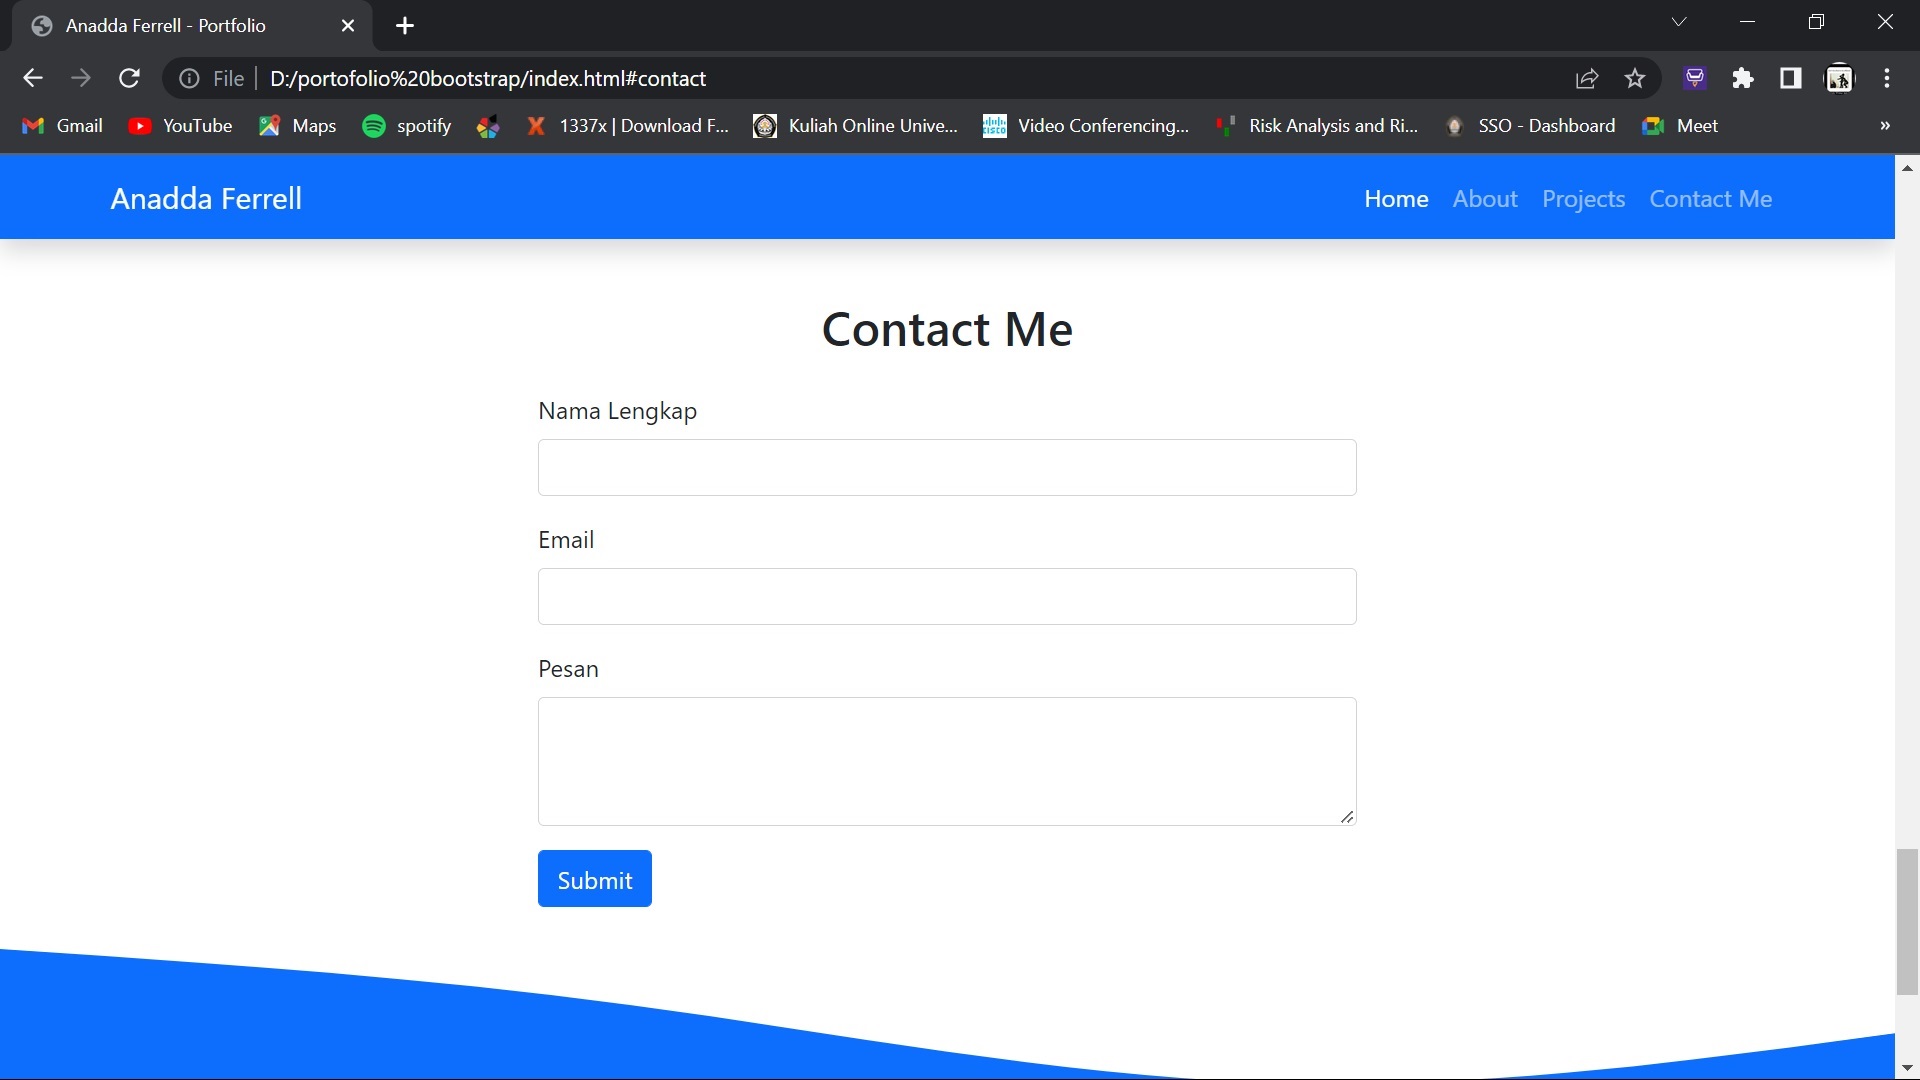 Anadda Ferrell - Portfolio
File D:/portofolio%20bootstrap/index.html#contact
Gmail YouTube Maps spotify 1337x | Download F... Kuliah Online Unive... Video Conferencing... Risk Analysis and Ri... SSO - Dashboard Meet »
Anadda Ferrell Home About Projects Contact Me
Contact Me
Nama Lengkap
Email
Pesan
Submit